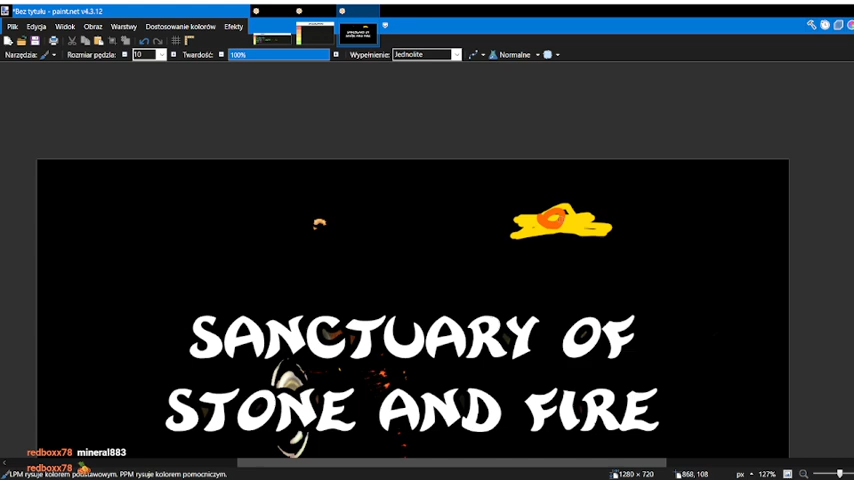 *Bez tytułu - paint.net v4.3.12
Plik Edycja Widok Obraz Warstwy Dostosowanie kolorów Efekty
Narzędzia: Rozmiar pędzla: 10 Twardość: 100% Wypełnienie: Jednolite Normalne
SANCTUARY OF
STONE AND FIRE
redboxx78 mineral883
redboxx78
LPM rysuje kolorem podstawowym. PPM rysuje kolorem pomocniczym. 1280 × 720 868, 108 px 127%